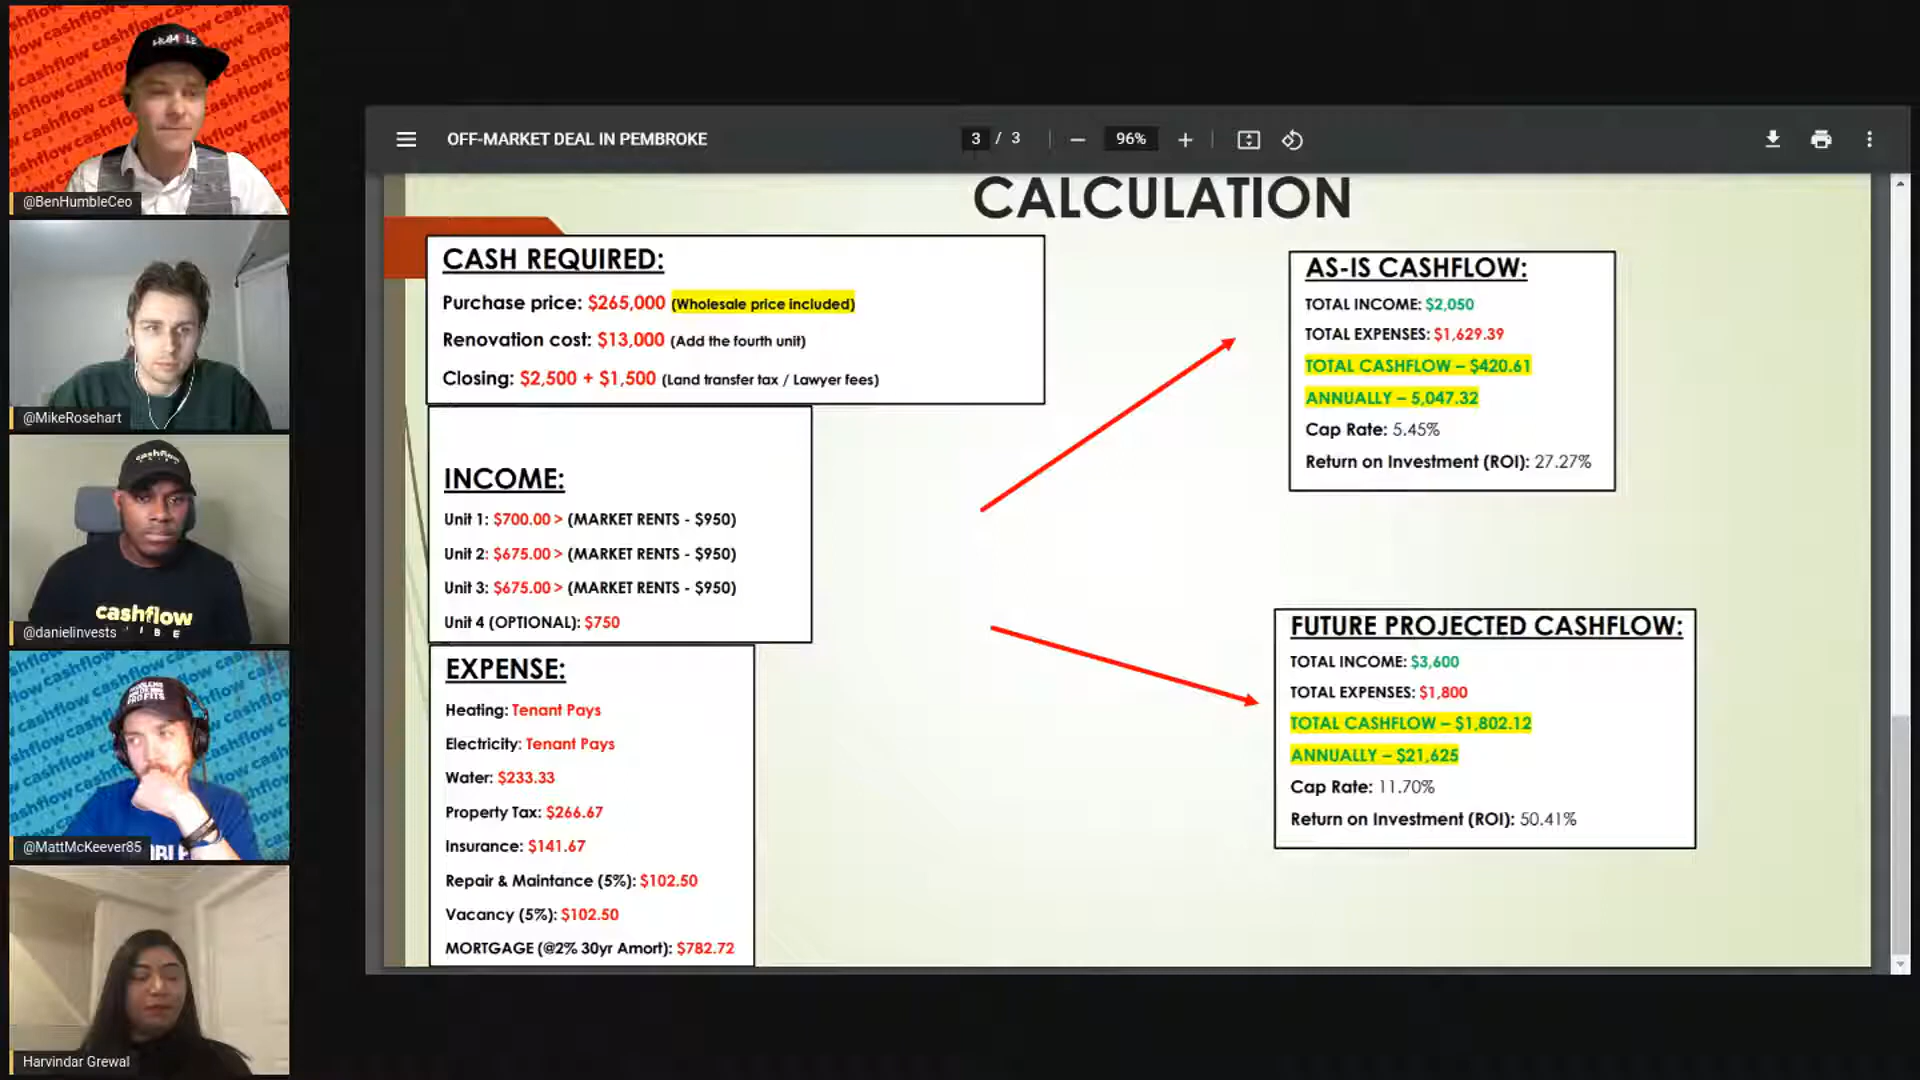 HUMBLE
@BenHumbleCeo
@MikeRosehart
cashflow
cashflow
@danielinvests
@MattMcKeever85
Harvindar Grewal
OFF-MARKET DEAL IN PEMBROKE
3 / 3
96%
CALCULATION
CASH REQUIRED:
Purchase price: $265,000 (Wholesale price included)
Renovation cost: $13,000 (Add the fourth unit)
Closing: $2,500 + $1,500 (Land transfer tax / Lawyer fees)
INCOME:
Unit 1: $700.00 > (MARKET RENTS - $950)
Unit 2: $675.00 > (MARKET RENTS - $950)
Unit 3: $675.00 > (MARKET RENTS - $950)
Unit 4 (OPTIONAL): $750
EXPENSE:
Heating: Tenant Pays
Electricity: Tenant Pays
Water: $233.33
Property Tax: $266.67
Insurance: $141.67
Repair & Maintance (5%): $102.50
Vacancy (5%): $102.50
MORTGAGE (@2% 30yr Amort): $782.72
AS-IS CASHFLOW:
TOTAL INCOME: $2,050
TOTAL EXPENSES: $1,629.39
TOTAL CASHFLOW – $420.61
ANNUALLY – 5,047.32
Cap Rate: 5.45%
Return on Investment (ROI): 27.27%
FUTURE PROJECTED CASHFLOW:
TOTAL INCOME: $3,600
TOTAL EXPENSES: $1,800
TOTAL CASHFLOW – $1,802.12
ANNUALLY – $21,625
Cap Rate: 11.70%
Return on Investment (ROI): 50.41%